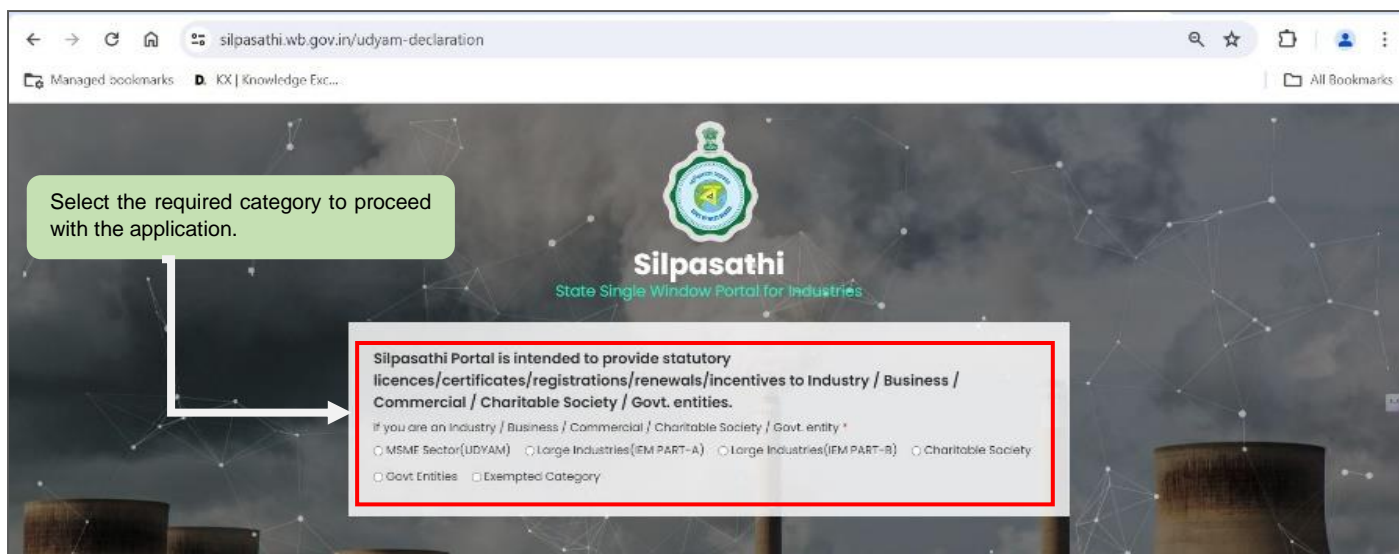 silpasathi.wb.gov.in/udyam-declaration
Managed bookmarks D. KX | Knowledge Exc... All Bookmarks
Select the required category to proceed
with the application.
Silpasathi
State Single Window Portal for Industries
Silpasathi Portal is intended to provide statutory
licences/certificates/registrations/renewals/incentives to Industry / Business /
Commercial / Charitable Society / Govt. entities.
If you are an Industry / Business / Commercial / Charitable Society / Govt. entity *
MSME Sector(UDYAM) Large Industries(IEM PART-A) Large Industries(IEM PART-B) Charitable Society
Govt Entities Exempted Category